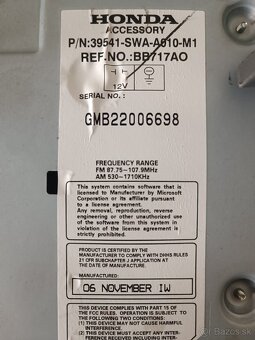 HONDA
ACCESSORY
P/N:39541-SWA-A010-M1
REF.NO.:BB717AO
12V
SERIAL NO.:
GMB22006698
FREQUENCY RANGE
FM 87.75~107.9MHz
AM 530~1710KHz
This system contains software that is
licensed to Manufacturer by Microsoft
Corporation or its affiliate pursuant
to a license agreement.
Any removal, reproduction, reverse
engineering or other unauthorized
use of the software from this system
in violation of your license
agreement is strictly prohibited.
PRODUCT IS CERTIFIED BY
THE MANUFACTURER TO COMPLY WITH DHHS RULES
21 CFR SUBCHAPTER J APPLICATION AT
THE DATE OF MANUFACTURE.
06 NOVEMBER IW
THIS DEVICE COMPLIES WITH PART 15 OF
THE FCC RULES. OPERATION IS SUBJECT TO
THE FOLLOWING TWO CONDITIONS:
(1) THIS DEVICE MAY NOT CAUSE HARMFUL
INTERFERENCE.
(2) THIS DEVICE MUST ACCEPT ANY
bazar.sk